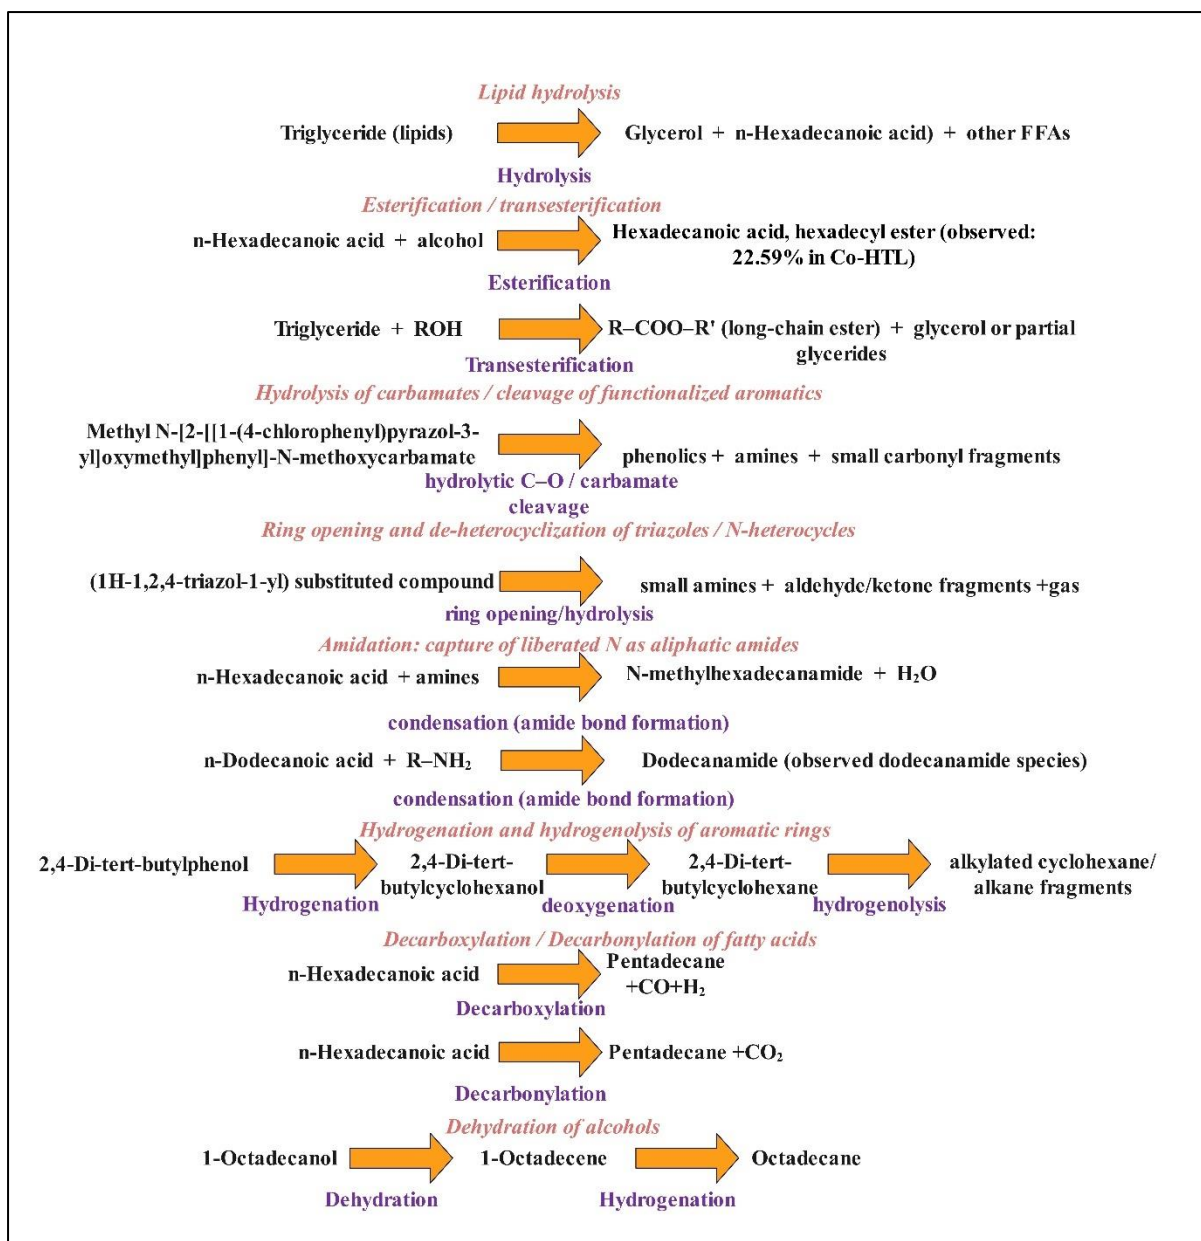 Lipid hydrolysis
Triglyceride (lipids)
Glycerol + n-Hexadecanoic acid) + other FFAs
Hydrolysis
Esterification / transesterification
n-Hexadecanoic acid + alcohol
Hexadecanoic acid, hexadecyl ester (observed:
22.59% in Co-HTL)
Esterification
Triglyceride + ROH
R–COO–R' (long-chain ester) + glycerol or partial
glycerides
Transesterification
Hydrolysis of carbamates / cleavage of functionalized aromatics
Methyl N-[2-[[1-(4-chlorophenyl)pyrazol-3-
yl]oxymethyl]phenyl]-N-methoxycarbamate
phenolics + amines + small carbonyl fragments
hydrolytic C–O / carbamate
cleavage
Ring opening and de-heterocyclization of triazoles / N-heterocycles
(1H-1,2,4-triazol-1-yl) substituted compound
small amines + aldehyde/ketone fragments +gas
ring opening/hydrolysis
Amidation: capture of liberated N as aliphatic amides
n-Hexadecanoic acid + amines
N-methylhexadecanamide + H₂O
condensation (amide bond formation)
n-Dodecanoic acid + R–NH₂
Dodecanamide (observed dodecanamide species)
condensation (amide bond formation)
Hydrogenation and hydrogenolysis of aromatic rings
2,4-Di-tert-butylphenol
2,4-Di-tert-
butylcyclohexanol
2,4-Di-tert-
butylcyclohexane
alkylated cyclohexane/
alkane fragments
Hydrogenation
deoxygenation
hydrogenolysis
Decarboxylation / Decarbonylation of fatty acids
n-Hexadecanoic acid
Pentadecane
+CO+H₂
Decarboxylation
n-Hexadecanoic acid
Pentadecane +CO₂
Decarbonylation
Dehydration of alcohols
1-Octadecanol
1-Octadecene
Octadecane
Dehydration
Hydrogenation